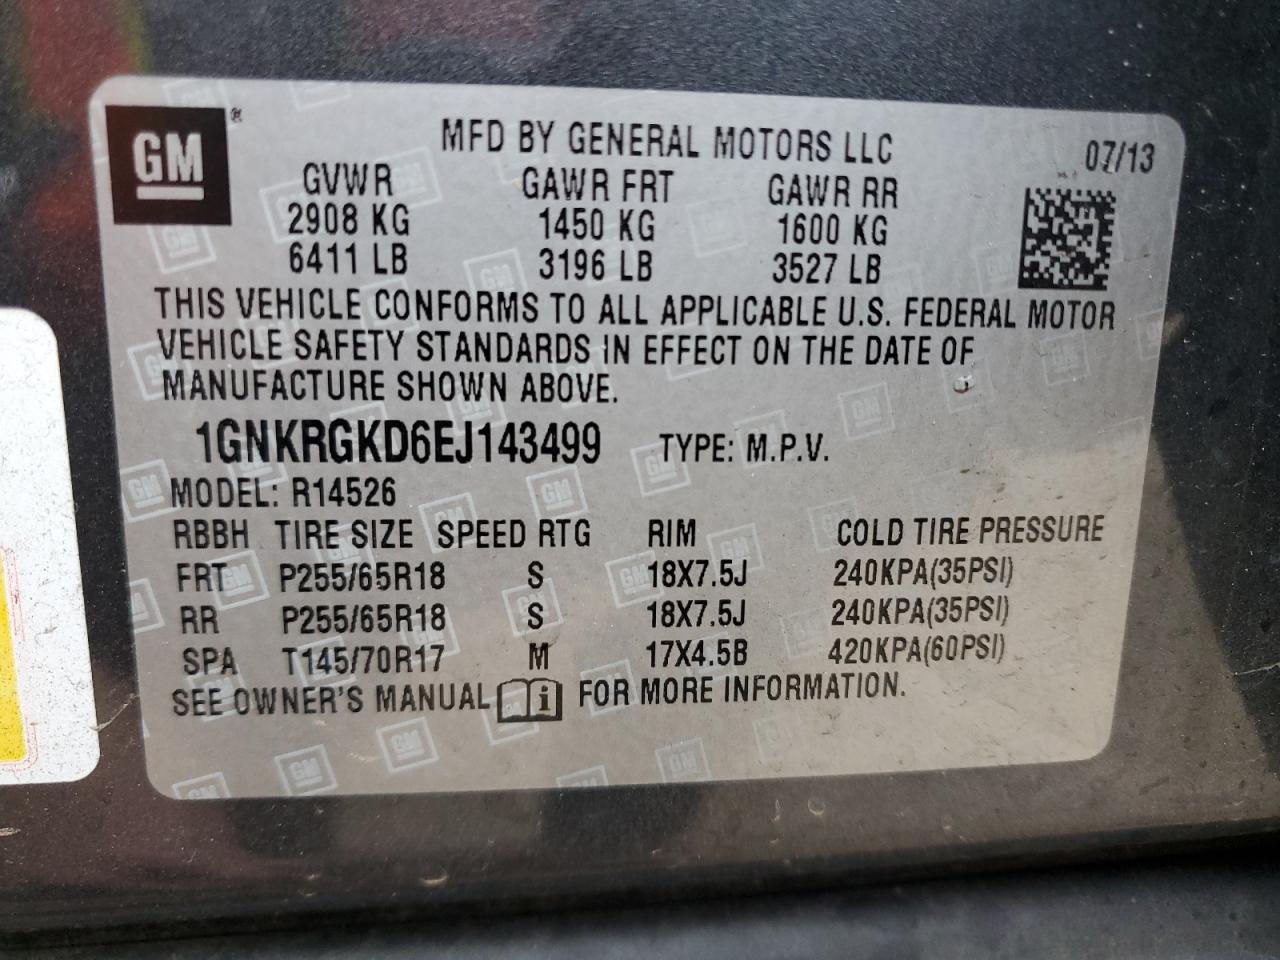 GM ®
MFD BY GENERAL MOTORS LLC 07/13
GVWR GAWR FRT GAWR RR
2908 KG 1450 KG 1600 KG
6411 LB 3196 LB 3527 LB
THIS VEHICLE CONFORMS TO ALL APPLICABLE U.S. FEDERAL MOTOR
VEHICLE SAFETY STANDARDS IN EFFECT ON THE DATE OF
MANUFACTURE SHOWN ABOVE.
1GNKRGKD6EJ143499 TYPE: M.P.V.
MODEL: R14526
RBBH TIRE SIZE SPEED RTG RIM COLD TIRE PRESSURE
FRT P255/65R18 S 18X7.5J 240KPA(35PSI)
RR P255/65R18 S 18X7.5J 240KPA(35PSI)
SPA T145/70R17 M 17X4.5B 420KPA(60PSI)
SEE OWNER'S MANUAL i FOR MORE INFORMATION.